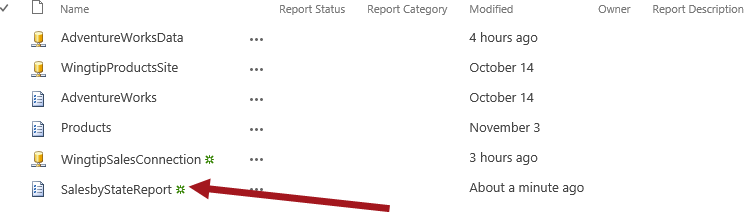 Name Report Status Report Category Modified Owner Report Description
AdventureWorksData ... 4 hours ago
WingtipProductsSite ... October 14
AdventureWorks ... October 14
Products ... November 3
WingtipSalesConnection ... 3 hours ago
SalesbyStateReport ... About a minute ago